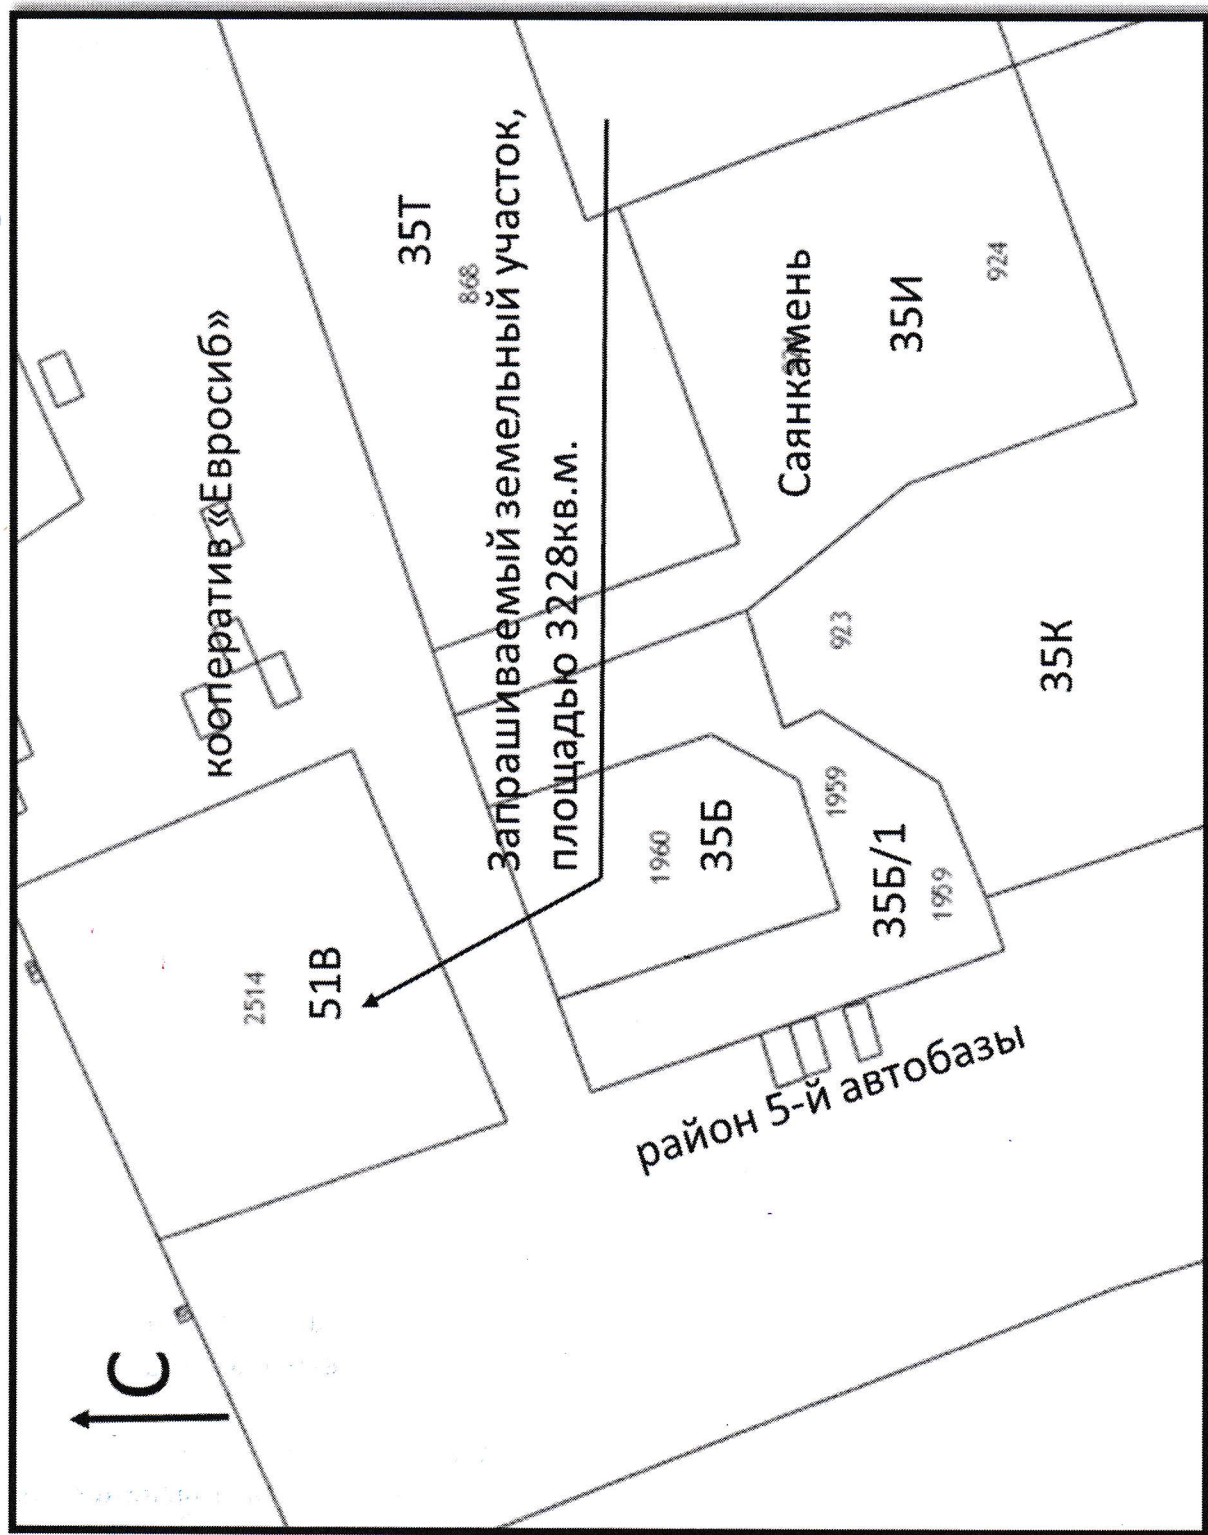 С
кооператив «Евросиб»
2514
51В
35Т
868
Запрашиваемый земельный участок,
площадью 3228кв.м.
1960
35Б
1959
35Б/1
1959
923
35К
Саянкамень
35И
924
район 5-й автобазы